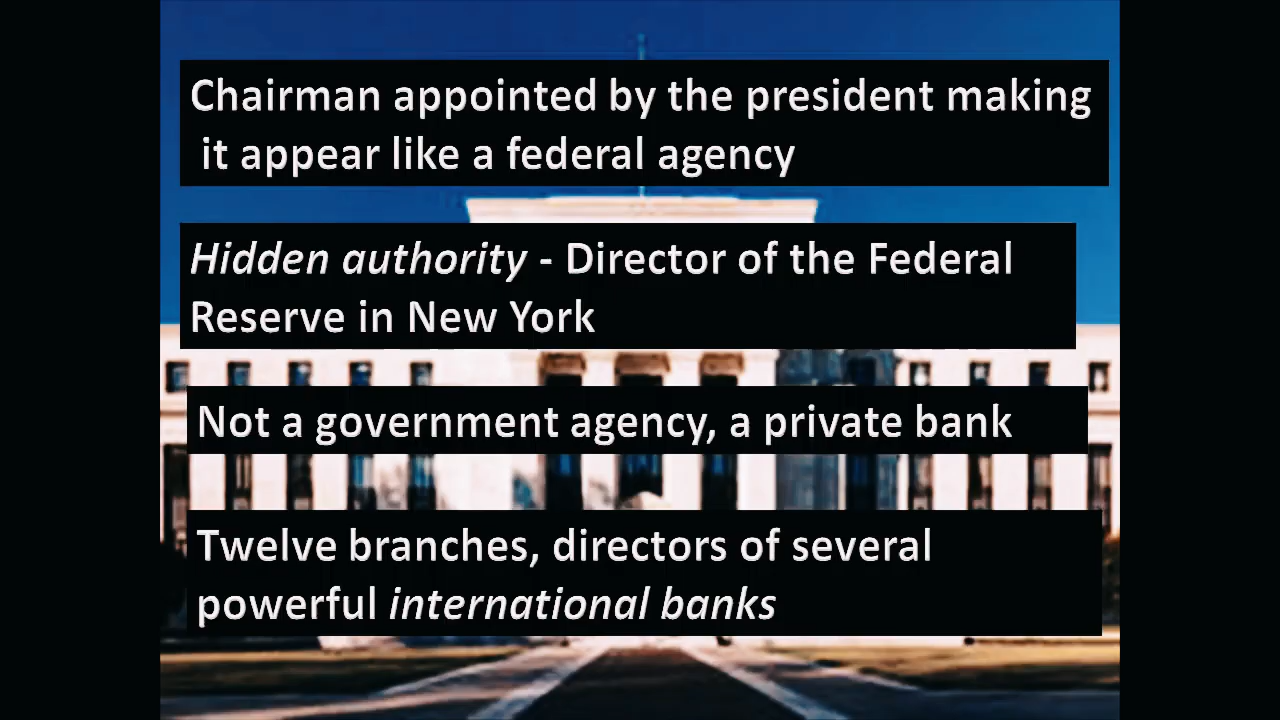 Chairman appointed by the president making
it appear like a federal agency
Hidden authority - Director of the Federal
Reserve in New York
Not a government agency, a private bank
Twelve branches, directors of several
powerful international banks